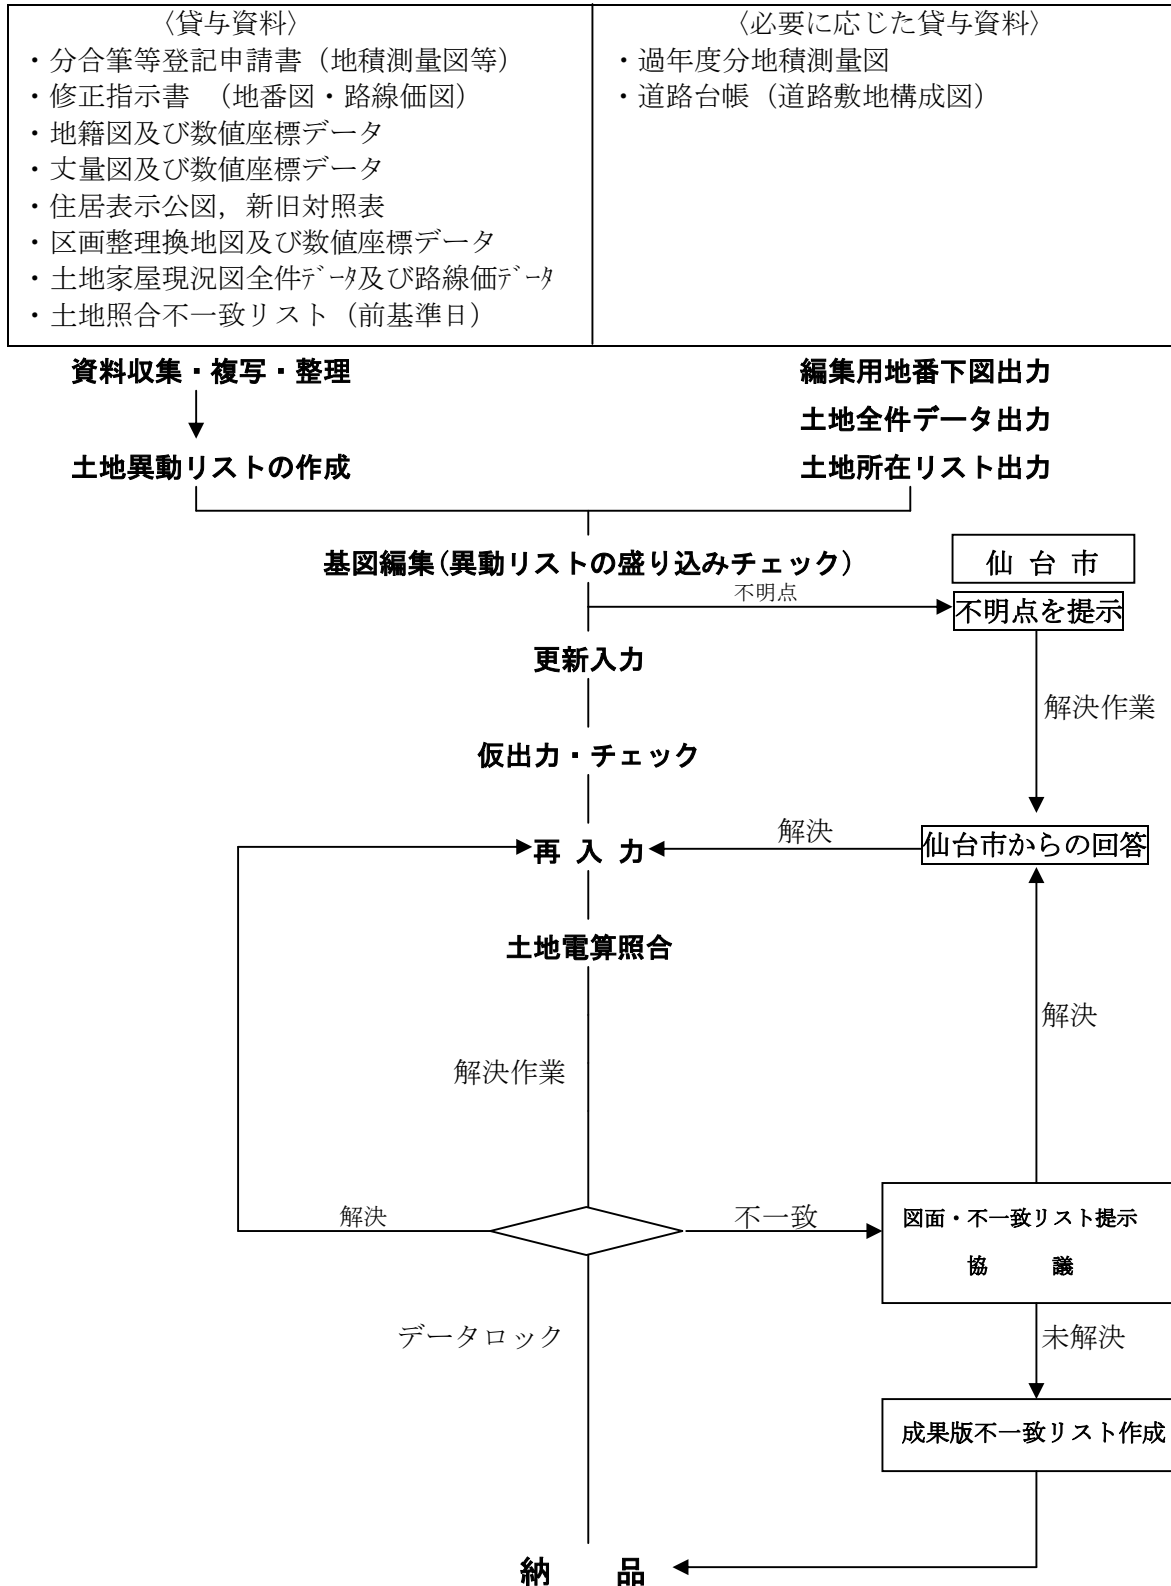 〈貸与資料〉
・分合筆等登記申請書（地積測量図等）
・修正指示書　（地番図・路線価図）
・地籍図及び数値座標データ
・丈量図及び数値座標データ
・住居表示公図，新旧対照表
・区画整理換地図及び数値座標データ
・土地家屋現況図全件ﾃﾞｰﾀ及び路線価ﾃﾞｰﾀ
・土地照合不一致リスト（前基準日）
〈必要に応じた貸与資料〉
・過年度分地積測量図
・道路台帳（道路敷地構成図）
資料収集・複写・整理
土地異動リストの作成
編集用地番下図出力
土地全件データ出力
土地所在リスト出力
基図編集(異動リストの盛り込みチェック)
仙 台 市
不明点
不明点を提示
更新入力
解決作業
仮出力・チェック
再 入 力
解決
仙台市からの回答
土地電算照合
解決
解決作業
解決
不一致
図面・不一致リスト提示
協　　議
データロック
未解決
成果版不一致リスト作成
納　　品